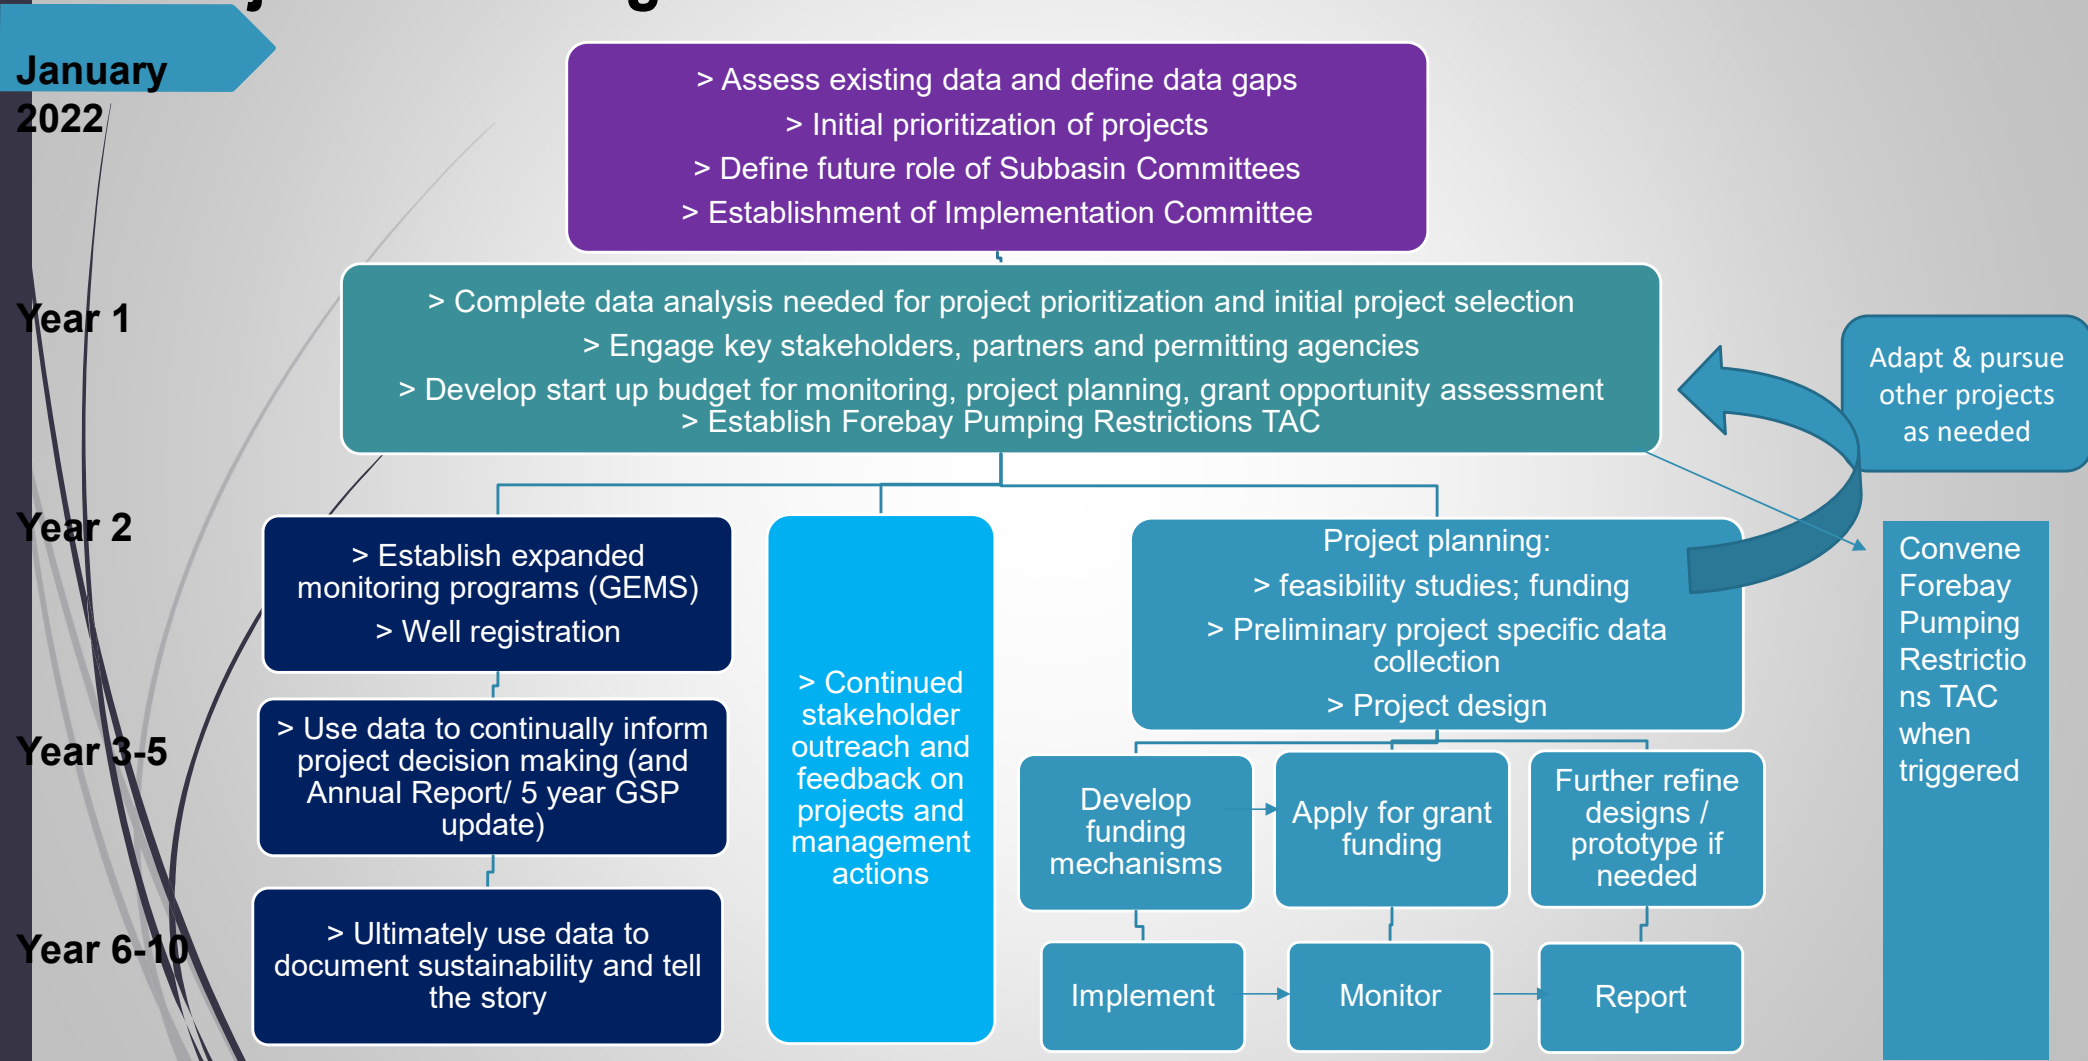 January
2022
> Assess existing data and define data gaps
> Initial prioritization of projects
> Define future role of Subbasin Committees
> Establishment of Implementation Committee
Year 1
> Complete data analysis needed for project prioritization and initial project selection
> Engage key stakeholders, partners and permitting agencies
> Develop start up budget for monitoring, project planning, grant opportunity assessment
> Establish Forebay Pumping Restrictions TAC
Adapt & pursue
other projects
as needed
Year 2
> Establish expanded
monitoring programs (GEMS)
> Well registration
> Continued
stakeholder
outreach and
feedback on
projects and
management
actions
Project planning:
> feasibility studies; funding
> Preliminary project specific data
collection
> Project design
Convene
Forebay
Pumping
Restrictio
ns TAC
when
triggered
Year 3-5
> Use data to continually inform
project decision making (and
Annual Report/ 5 year GSP
update)
Develop
funding
mechanisms
Apply for grant
funding
Further refine
designs /
prototype if
needed
Year 6-10
> Ultimately use data to
document sustainability and tell
the story
Implement
Monitor
Report